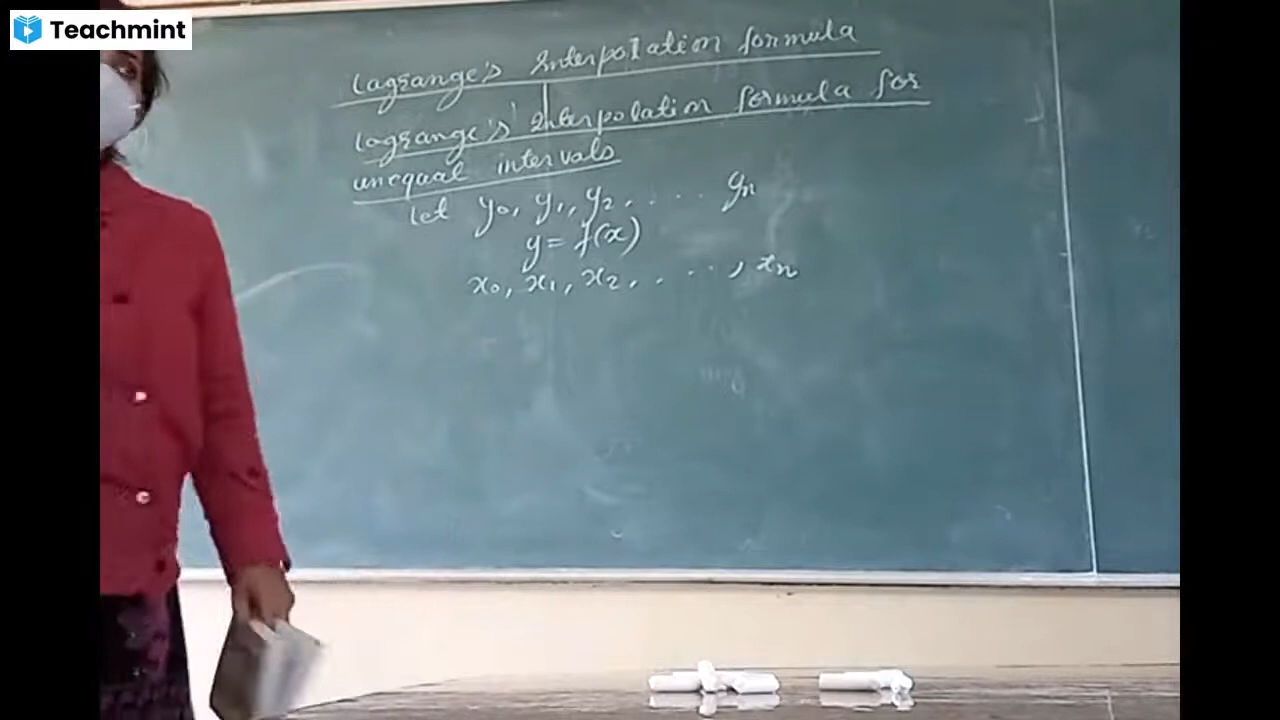 Teachmint
Lagrange's Interpolation formula
Lagrange's Interpolation formula for
unequal intervals
Let y₀, y₁, y₂, . . . . . yₙ
y = f(x)
x₀, x₁, x₂, . . . . , xₙ